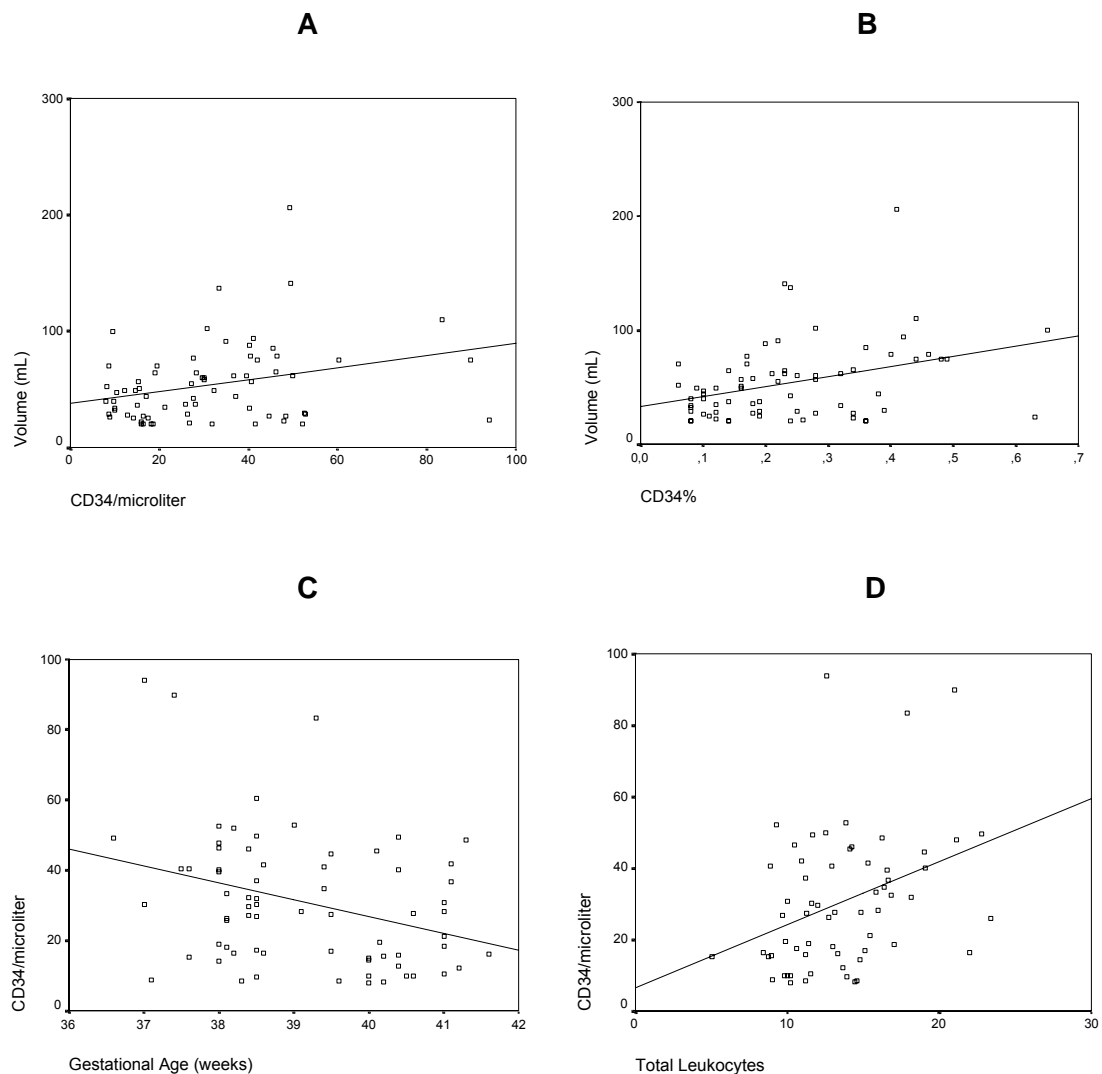 A
B
300
200
100
0
Volume (mL)
0 20 40 60 80 100
CD34/microliter
300
200
100
0
Volume (mL)
0,0 ,1 ,2 ,3 ,4 ,5 ,6 ,7
CD34%
C
D
100
80
60
40
20
0
CD34/microliter
36 37 38 39 40 41 42
Gestational Age (weeks)
100
80
60
40
20
0
CD34/microliter
0 10 20 30
Total Leukocytes